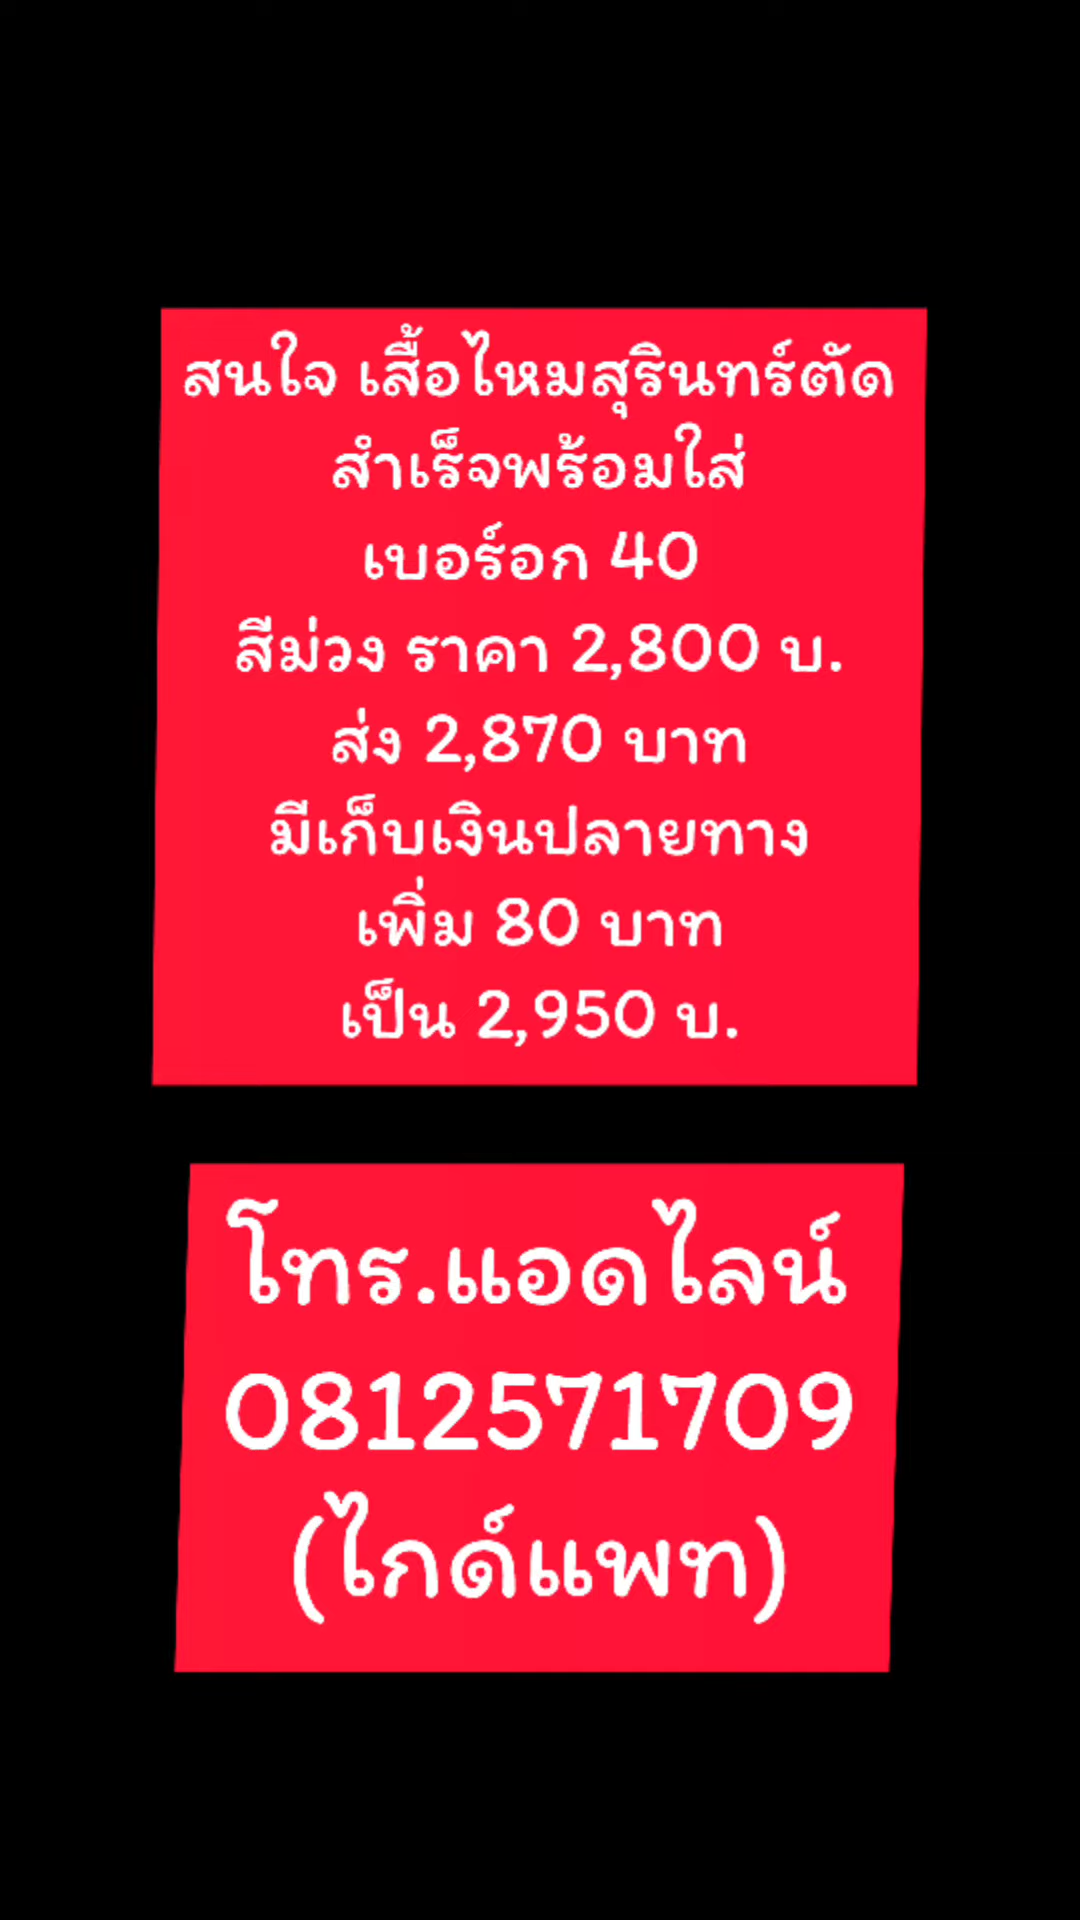 สนใจ เสื้อไหมสุรินทร์ตัด
สำเร็จพร้อมใส่
เบอร์อก 40
สีม่วง ราคา 2,800 บ.
ส่ง 2,870 บาท
มีเก็บเงินปลายทาง
เพิ่ม 80 บาท
เป็น 2,950 บ.
โทร.แอดไลน์
0812571709
(ไกด์แพท)